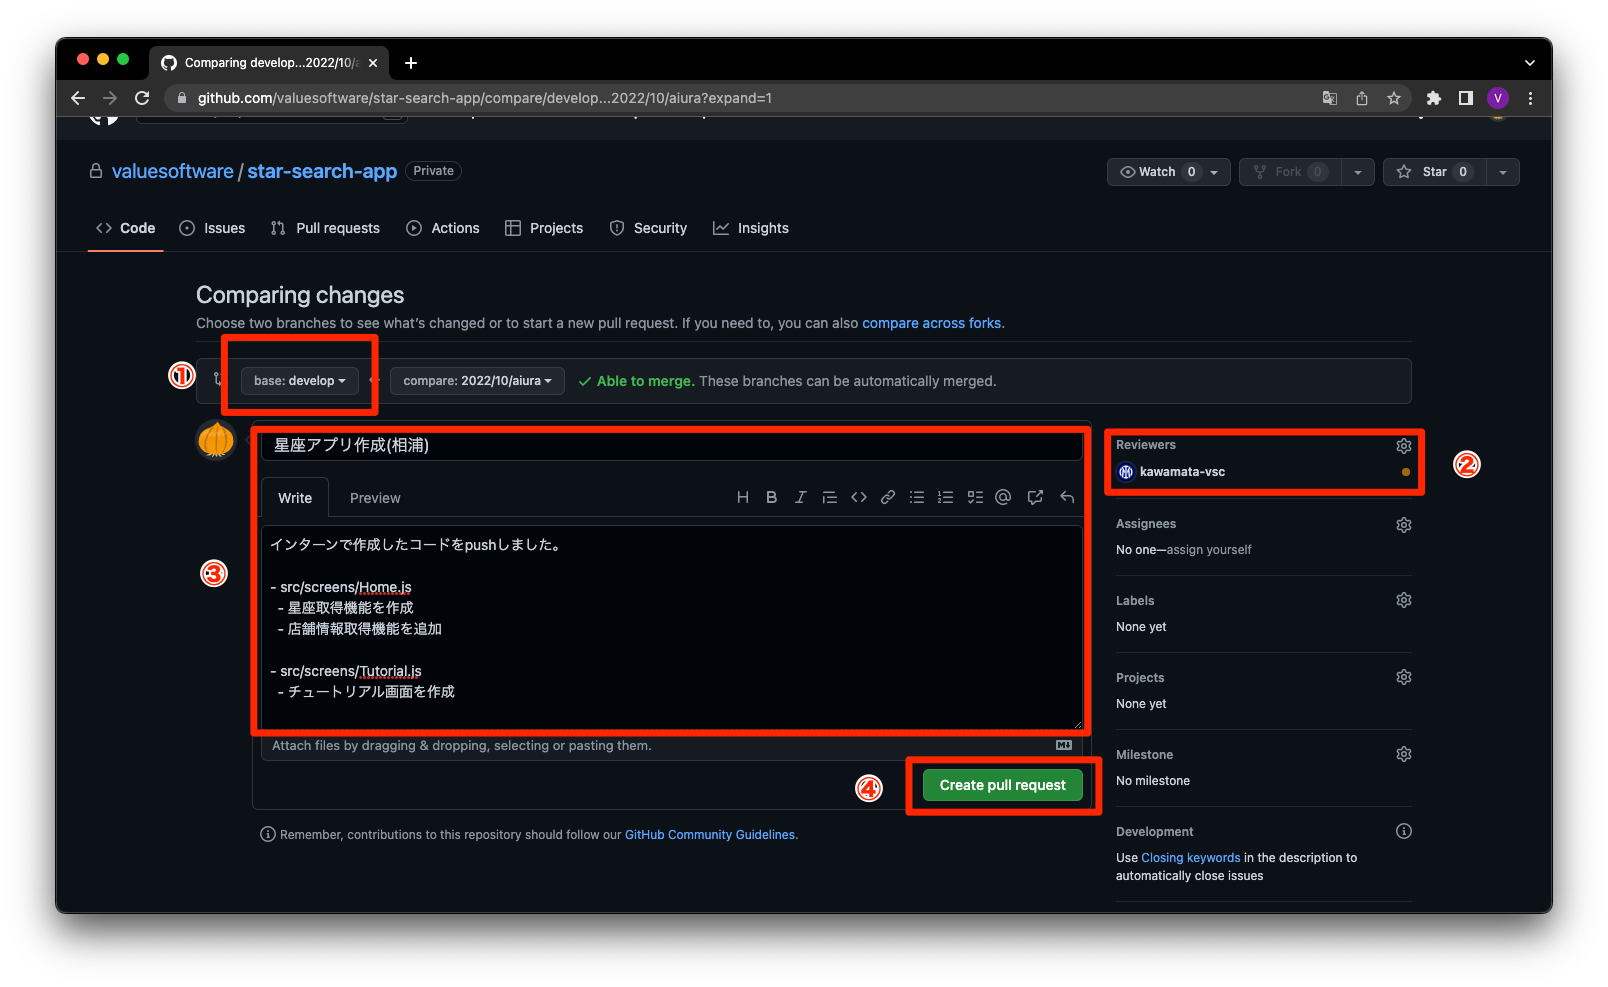 Comparing develop...2022/10/a
github.com/valuesoftware/star-search-app/compare/develop...2022/10/aiura?expand=1
V
valuesoftware / star-search-app Private
Watch 0 Fork 0 Star 0
Code Issues Pull requests Actions Projects Security Insights
Comparing changes
Choose two branches to see what's changed or to start a new pull request. If you need to, you can also compare across forks.
① base: develop compare: 2022/10/aiura Able to merge. These branches can be automatically merged.
星座アプリ作成(相浦)
Write Preview
インターンで作成したコードをpushしました。
③
- src/screens/Home.js
- 星座取得機能を作成
- 店舗情報取得機能を追加
- src/screens/Tutorial.js
- チュートリアル画面を作成
Attach files by dragging & dropping, selecting or pasting them.
④ Create pull request
Remember, contributions to this repository should follow our GitHub Community Guidelines.
Reviewers
kawamata-vsc
②
Assignees
No one—assign yourself
Labels
None yet
Projects
None yet
Milestone
No milestone
Development
Use Closing keywords in the description to
automatically close issues